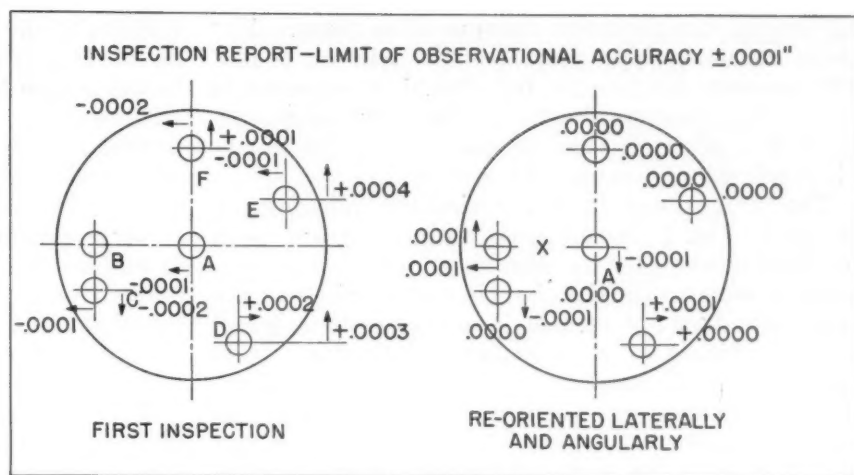 INSPECTION REPORT—LIMIT OF OBSERVATIONAL ACCURACY ±.0001"
-.0002
+.0001
-.0001
F
+.0004
E
B
A
-.0001
C
-.0002
-.0001
+.0002
D
+.0003
FIRST INSPECTION
.0000
.0000
.0000
.0000
.0001
X
.0001
A
-.0001
.0000
-.0001
.0000
+.0001
+.0000
RE-ORIENTED LATERALLY
AND ANGULARLY